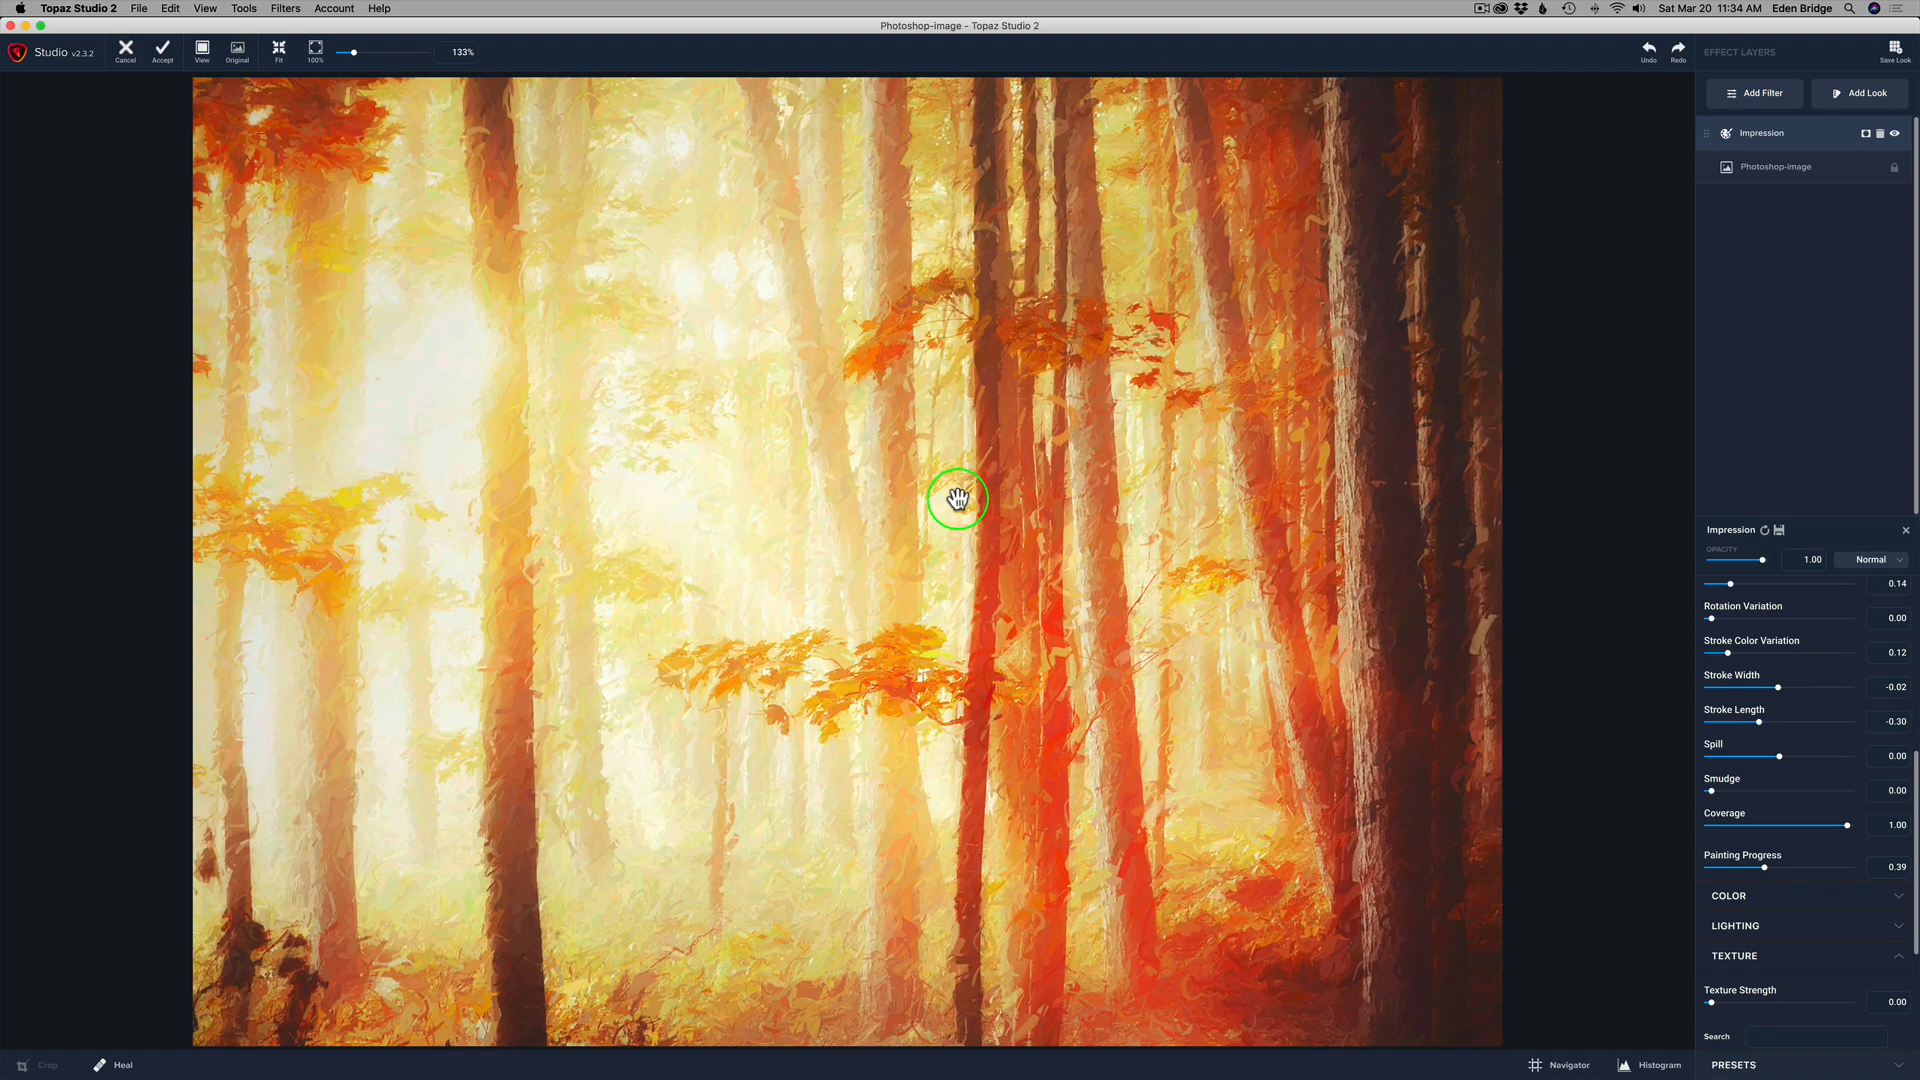 Topaz Studio 2 File Edit View Tools Filters Account Help Sat Mar 20 11:34 AM Eden Bridge
Photoshop-image - Topaz Studio 2
Studio v2.3.2
Cancel Accept View Original Fit 100% 133% Undo Redo
EFFECT LAYERS
Save Look
Add Filter Add Look
Impression
Photoshop-image
Impression
OPACITY
1.00 Normal
0.14
Rotation Variation
0.00
Stroke Color Variation
0.12
Stroke Width
-0.02
Stroke Length
-0.30
Spill
0.00
Smudge
0.00
Coverage
1.00
Painting Progress
0.39
COLOR
LIGHTING
TEXTURE
Texture Strength
0.00
Search
PRESETS
Crop Heal Navigator Histogram